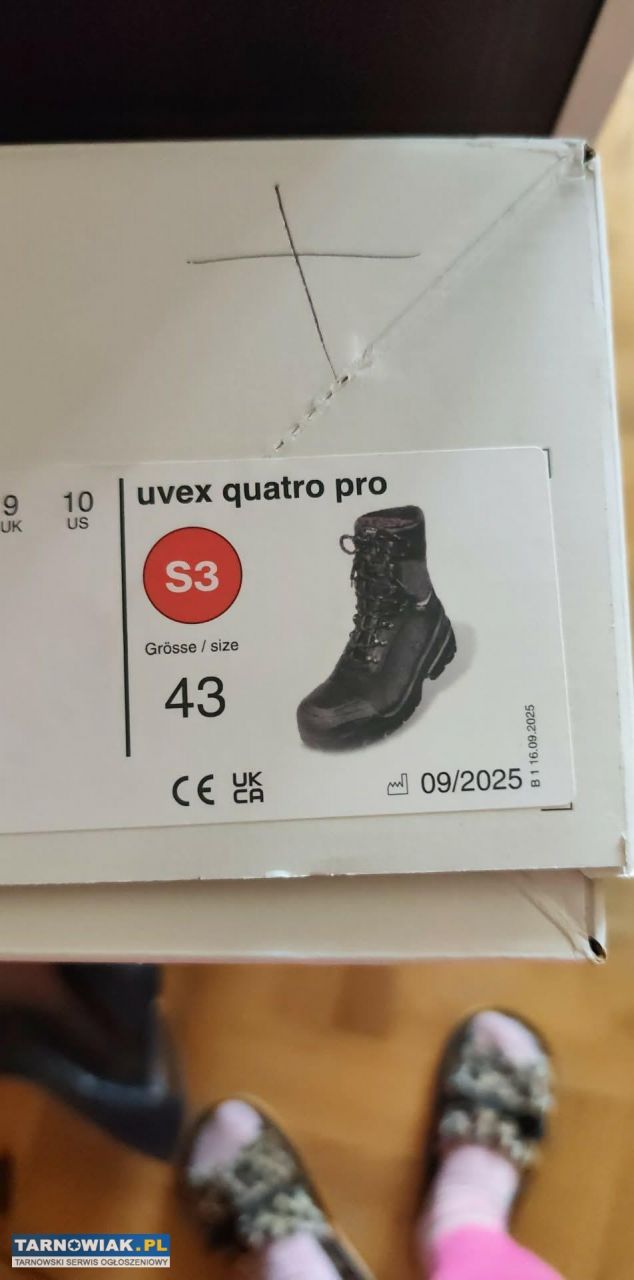 9
UK
10
US
uvex quatro pro
S3
Grösse / size
43
CE UK
CA
09/2025
B 1 16.09.2025
TARNOWIAK.PL
TARNOWSKI SERWIS OGŁOSZENIOWY